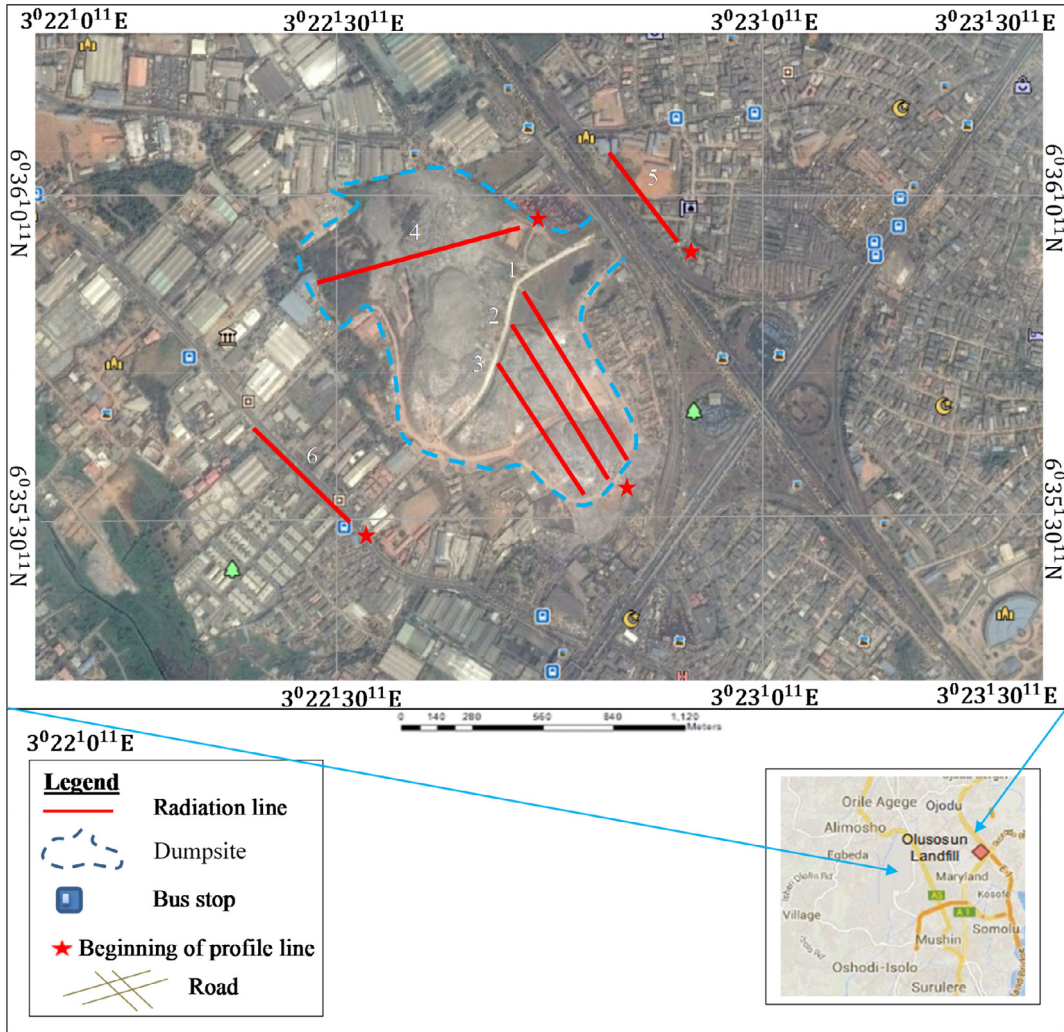 3⁰22¹0¹¹E
3⁰22¹30¹¹E
3⁰23¹0¹¹E
3⁰23¹30¹¹E
6⁰36¹0¹¹N
6⁰36¹0¹¹N
5
4
1
2
3
6
6⁰35¹30¹¹N
6⁰35¹30¹¹N
H
3⁰22¹30¹¹E
3⁰23¹0¹¹E
3⁰23¹30¹¹E
0 140 280 560 840 1,120
Meters
3⁰22¹0¹¹E
Legend
Radiation line
Dumpsite
Bus stop
Beginning of profile line
Road
Orile Agege
Ojodu
Alimosho
Olusosun
Landfill
Egbeda
Maryland
Kosofe
A5
A1
Village
Somolu
Mushin
Oshodi-Isolo
Surulere